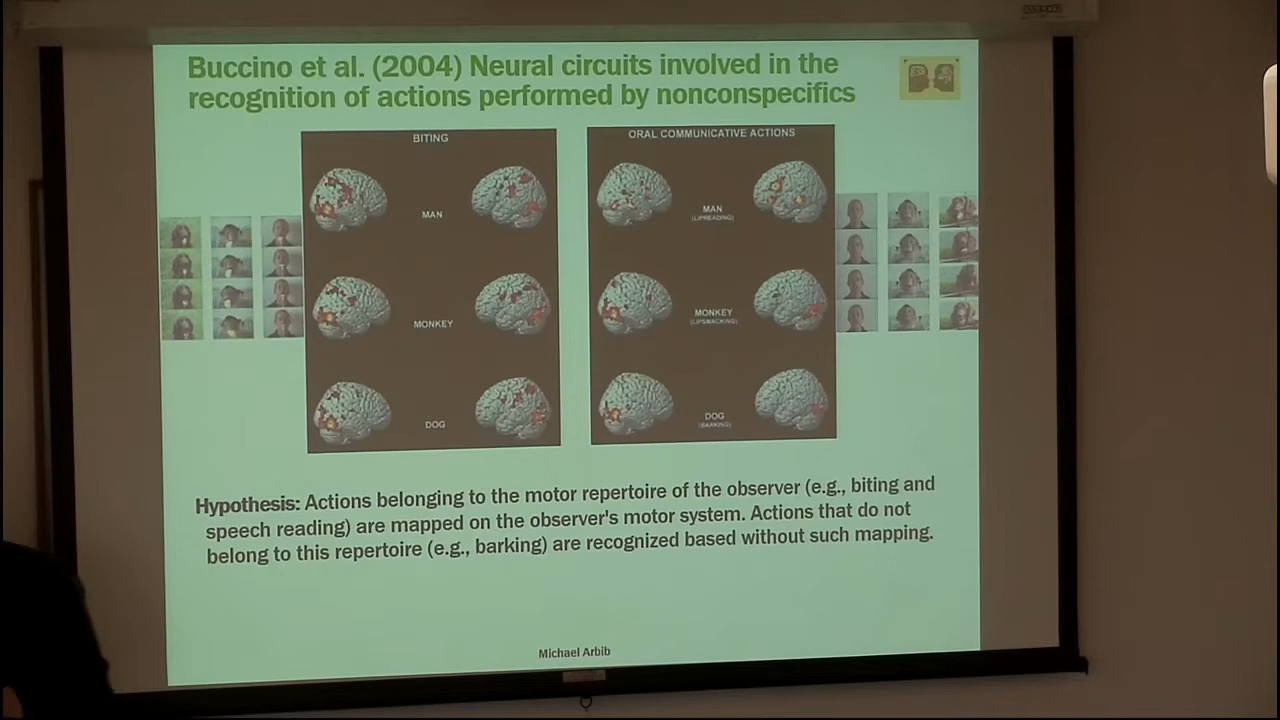 Buccino et al. (2004) Neural circuits involved in the
recognition of actions performed by nonconspecifics
BITING
MAN
MONKEY
DOG
ORAL COMMUNICATIVE ACTIONS
MAN
(LIPREADING)
MONKEY
(LIPSMACKING)
DOG
(BARKING)
Hypothesis: Actions belonging to the motor repertoire of the observer (e.g., biting and
speech reading) are mapped on the observer's motor system. Actions that do not
belong to this repertoire (e.g., barking) are recognized based without such mapping.
Michael Arbib